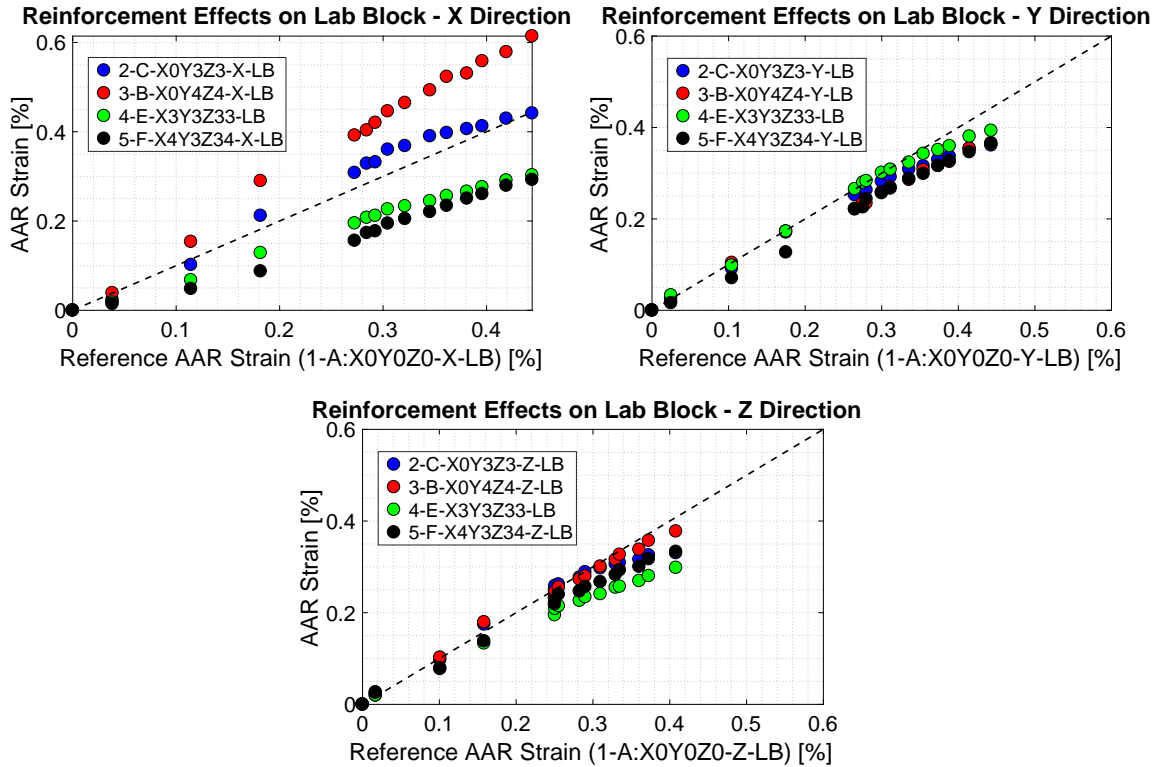 Reinforcement Effects on Lab Block - X Direction
0.6
0.4
0.2
0
AAR Strain [%]
2-C-X0Y3Z3-X-LB
3-B-X0Y4Z4-X-LB
4-E-X3Y3Z33-LB
5-F-X4Y3Z34-X-LB
0 0.1 0.2 0.3 0.4
Reference AAR Strain (1-A:X0Y0Z0-X-LB) [%]
Reinforcement Effects on Lab Block - Y Direction
0.6
0.4
0.2
0
AAR Strain [%]
2-C-X0Y3Z3-Y-LB
3-B-X0Y4Z4-Y-LB
4-E-X3Y3Z33-LB
5-F-X4Y3Z34-Y-LB
0 0.1 0.2 0.3 0.4 0.5 0.6
Reference AAR Strain (1-A:X0Y0Z0-Y-LB) [%]
Reinforcement Effects on Lab Block - Z Direction
0.6
0.4
0.2
0
AAR Strain [%]
2-C-X0Y3Z3-Z-LB
3-B-X0Y4Z4-Z-LB
4-E-X3Y3Z33-LB
5-F-X4Y3Z34-Z-LB
0 0.1 0.2 0.3 0.4 0.5 0.6
Reference AAR Strain (1-A:X0Y0Z0-Z-LB) [%]